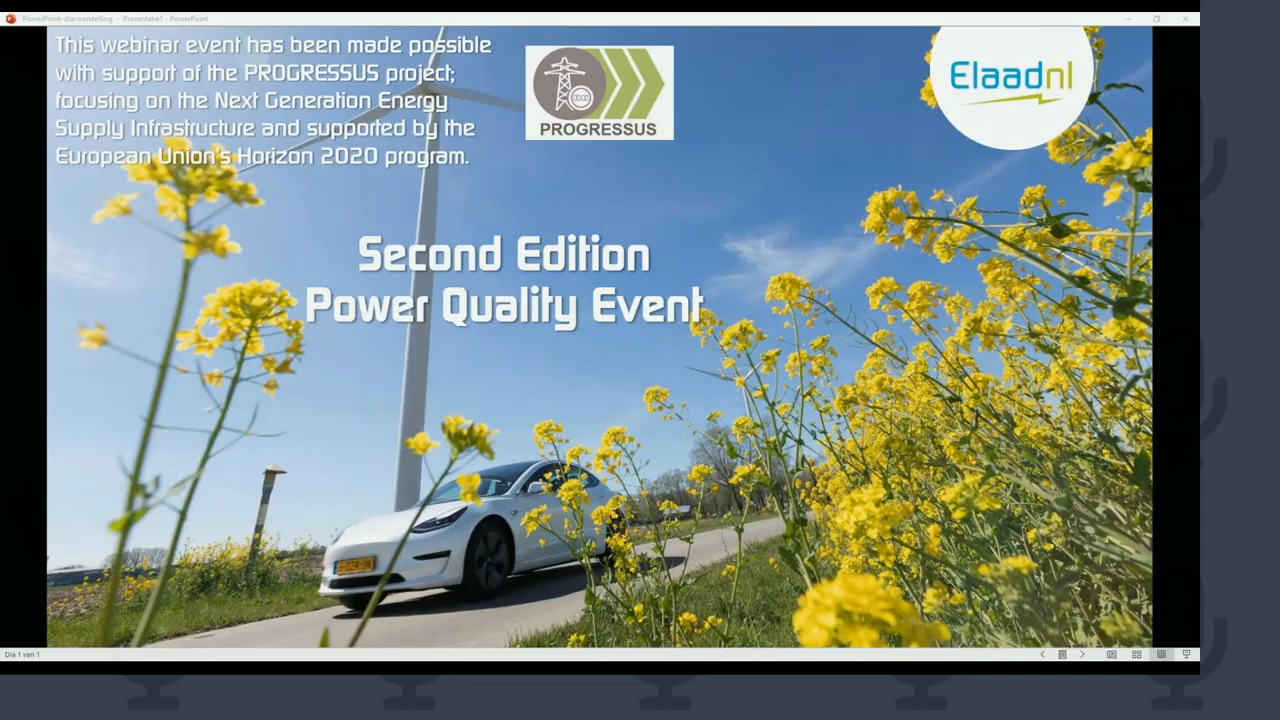 PowerPoint-diavoorstelling - Presentatie1 - PowerPoint
This webinar event has been made possible
with support of the PROGRESSUS project;
focusing on the Next Generation Energy
Supply Infrastructure and supported by the
European Union's Horizon 2020 program.
PROGRESSUS
Elaadnl
Second Edition
Power Quality Event
Dia 1 van 1